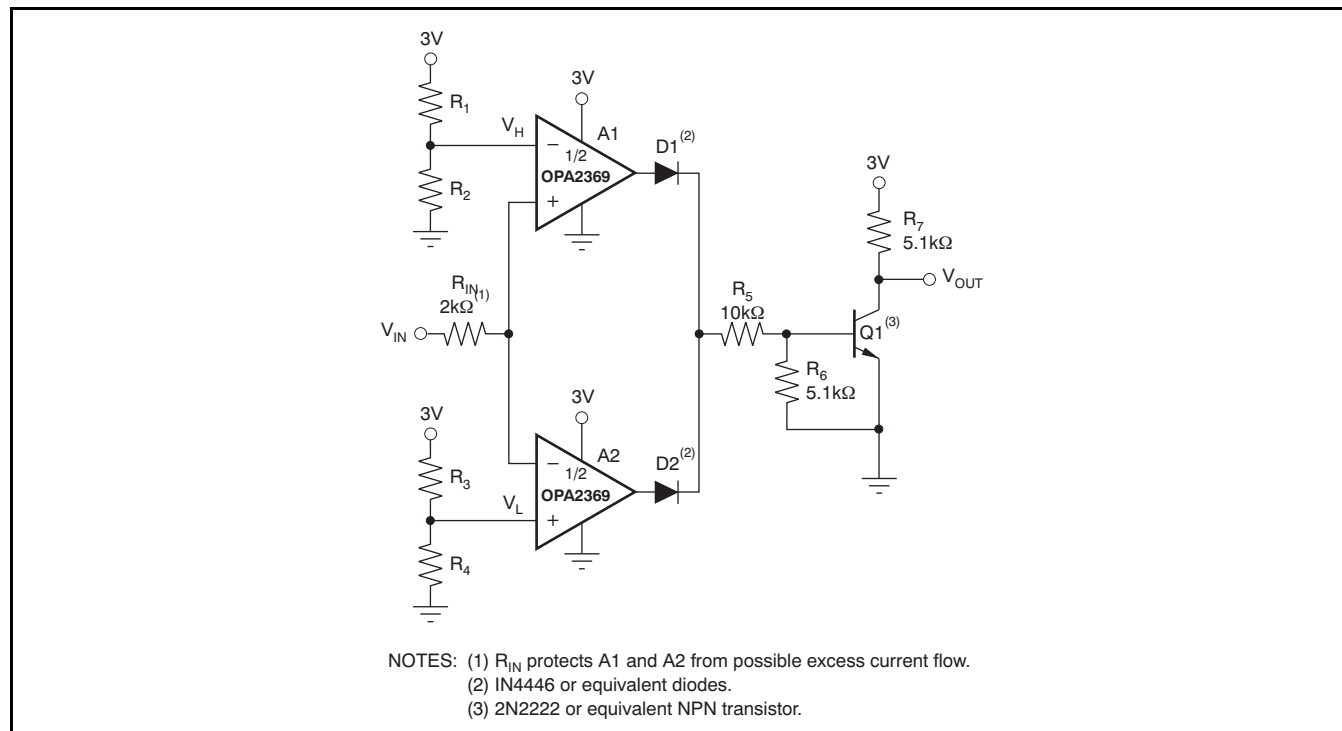 3V
R1
VH
R2
3V
A1
−
1/2
OPA2369
+
D1(2)
3V
R7
5.1kΩ
VOUT
RIN(1)
2kΩ
VIN
R5
10kΩ
Q1(3)
R6
5.1kΩ
3V
R3
VL
R4
3V
A2
−
1/2
OPA2369
+
D2(2)
NOTES: (1) RIN protects A1 and A2 from possible excess current flow.
(2) IN4446 or equivalent diodes.
(3) 2N2222 or equivalent NPN transistor.